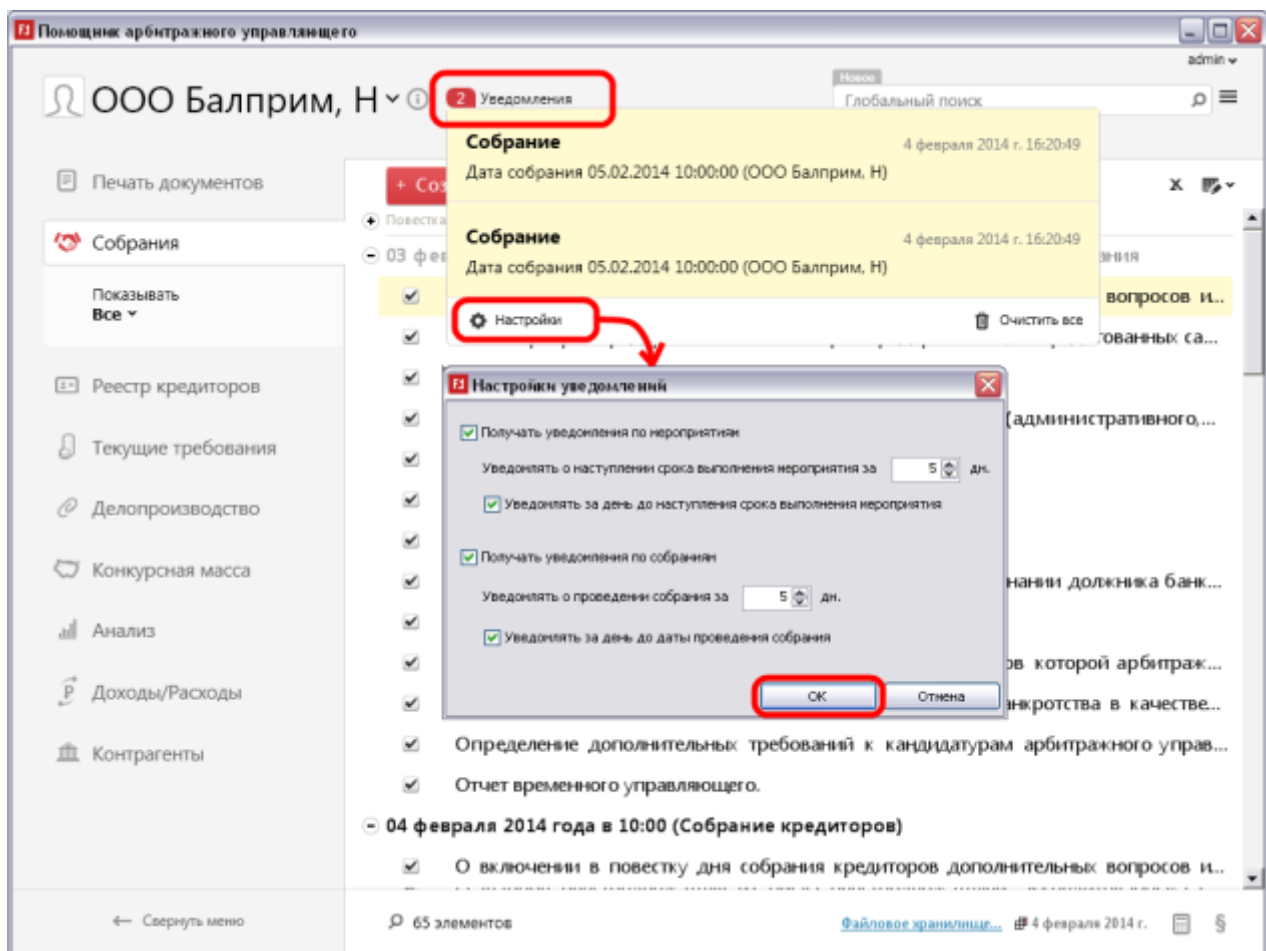 Помощник арбитражного управляющего
admin
ООО Балприм, Н
2 Уведомления
Новое
Глобальный поиск
Собрание
4 февраля 2014 г. 16:20:49
Дата собрания 05.02.2014 10:00:00 (ООО Балприм, Н)
Собрание
4 февраля 2014 г. 16:20:49
Дата собрания 05.02.2014 10:00:00 (ООО Балприм, Н)
Настройки
Очистить все
Печать документов
Собрания
Показывать
Все
Реестр кредиторов
Текущие требования
Делопроизводство
Конкурсная масса
Анализ
Доходы/Расходы
Контрагенты
+ Соз
Повестка
03 фев
ания
вопросов и...
ованных са...
(административного,...
нании должника банк...
ов которой арбитраж...
анкротства в качестве...
Настройки уведомлений
Получать уведомления по мероприятиям
Уведомлять о наступлении срока выполнения мероприятия за 5 дн.
Уведомлять за день до наступления срока выполнения мероприятия
Получать уведомления по собраниям
Уведомлять о проведении собрания за 5 дн.
Уведомлять за день до даты проведения собрания
ОК
Отмена
Определение дополнительных требований к кандидатурам арбитражного управ...
Отчет временного управляющего.
04 февраля 2014 года в 10:00 (Собрание кредиторов)
О включении в повестку дня собрания кредиторов дополнительных вопросов и...
← Свернуть меню
65 элементов
Файловое хранилище...
4 февраля 2014 г.
§